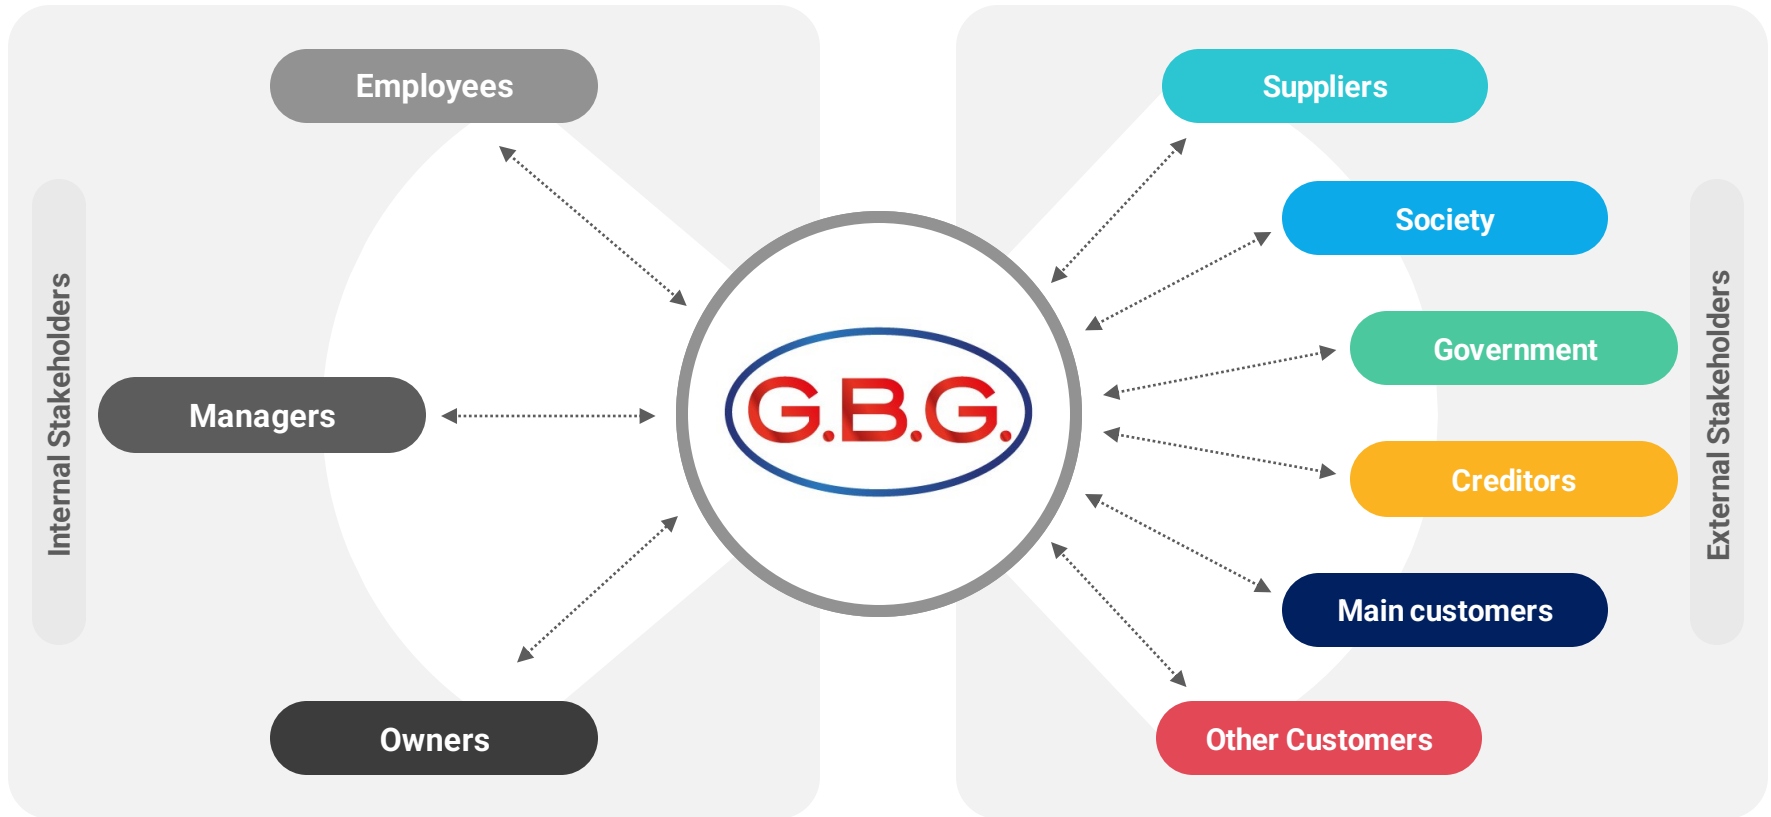 Internal Stakeholders
Employees
Managers
Owners
G.B.G.
Suppliers
Society
Government
Creditors
Main customers
Other Customers
External Stakeholders